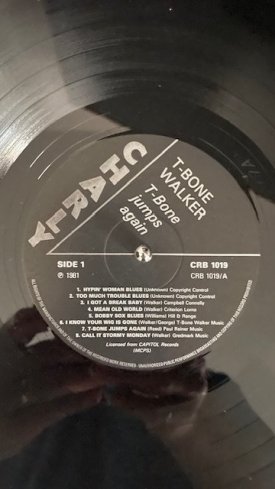 CHARLY
T-BONE
WALKER
T-Bone
jumps
again
SIDE 1
CRB 1019
℗ 1981
CRB 1019/A
1. HYPIN' WOMAN BLUES (Unknown) Copyright Control
2. TOO MUCH TROUBLE BLUES (Unknown) Copyright Control
3. I GOT A BREAK BABY (Walker) Campbell Connolly
4. MEAN OLD WORLD (Walker) Criterion Lorna
5. BOBBY SOX BLUES (Williams) Hill & Range
6. I KNOW YOUR WIG IS GONE (Walker/George) T-Bone Walker Music
7. T-BONE JUMPS AGAIN (Reed) Paul Reiner Music
8. CALL IT STORMY MONDAY (Walker) Gredmark Music
Licensed from CAPITOL Records
(MCPS)